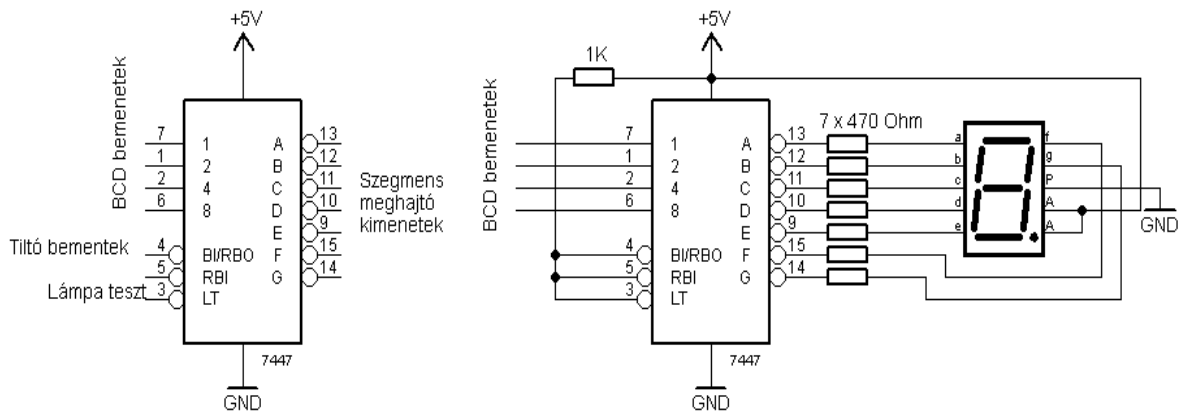 +5V
BCD bemenetek
7 1 A 13
1 2 B 12
2 4 C 11
6 8 D 10
E 9
Tiltó bementek 4 BI/RBO F 15
5 RBI G 14
Lámpa teszt 3 LT
Szegmens
meghajtó
kimenetek
7447
GND
+5V
1K
BCD bemenetek
7 x 470 Ohm
7 1 A 13 a f
1 2 B 12 b g
2 4 C 11 c P
6 8 D 10 d A
E 9 e A
4 BI/RBO F 15
5 RBI G 14
3 LT
GND
7447
GND